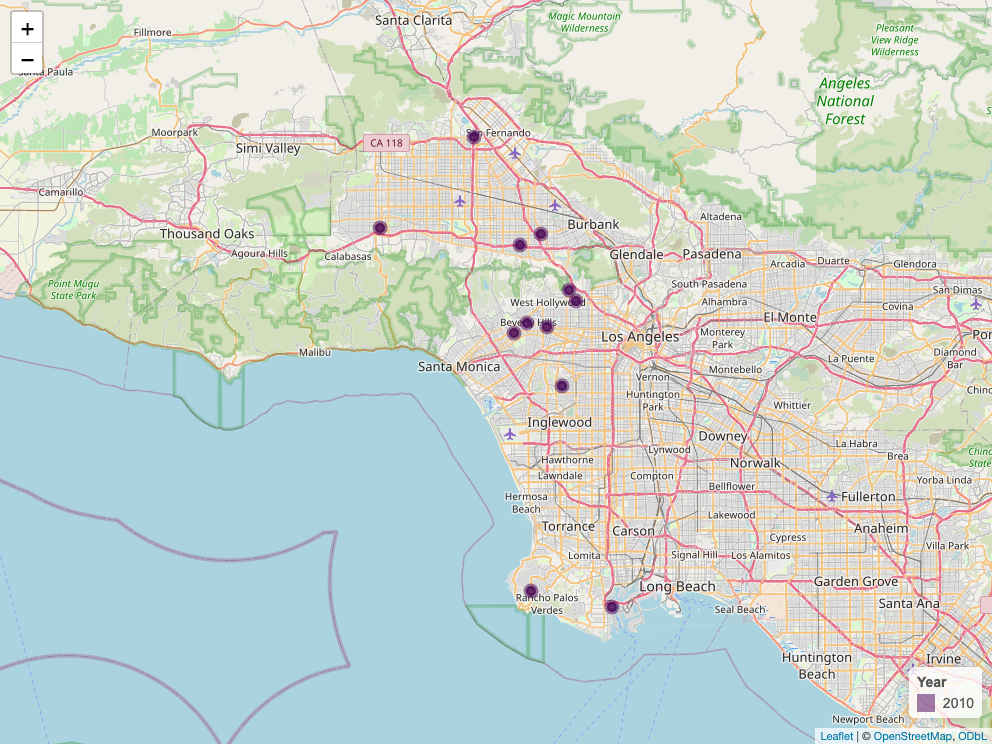 +
−
Santa Clarita
Fillmore
Magic Mountain
Wilderness
Pleasant
View Ridge
Wilderness
Santa Paula
Angeles
National
Forest
Moorpark
CA 118
San Fernando
Simi Valley
Camarillo
Thousand Oaks
Agoura Hills
Calabasas
Burbank
Altadena
Glendale
Pasadena
Arcadia
Duarte
Glendora
Point Mugu
State Park
South Pasadena
San Dimas
West Hollywood
Alhambra
Covina
El Monte
Beverly Hills
Los Angeles
Monterey
Park
Malibu
La Puente
Diamond
Bar
Santa Monica
Montebello
Vernon
Huntington
Park
Whittier
Inglewood
Downey
La Habra
Brea
Hawthorne
Lynwood
Norwalk
Lawndale
Compton
Yorba Linda
Bellflower
Hermosa
Beach
Fullerton
Lakewood
Torrance
Carson
Cypress
Anaheim
Villa Park
Lomita
Signal Hill
Los Alamitos
Long Beach
Garden Grove
Rancho Palos
Verdes
Seal Beach
Santa Ana
Huntington
Beach
Irvine
Year
2010
Newport Beach
Leaflet | © OpenStreetMap, ODbL